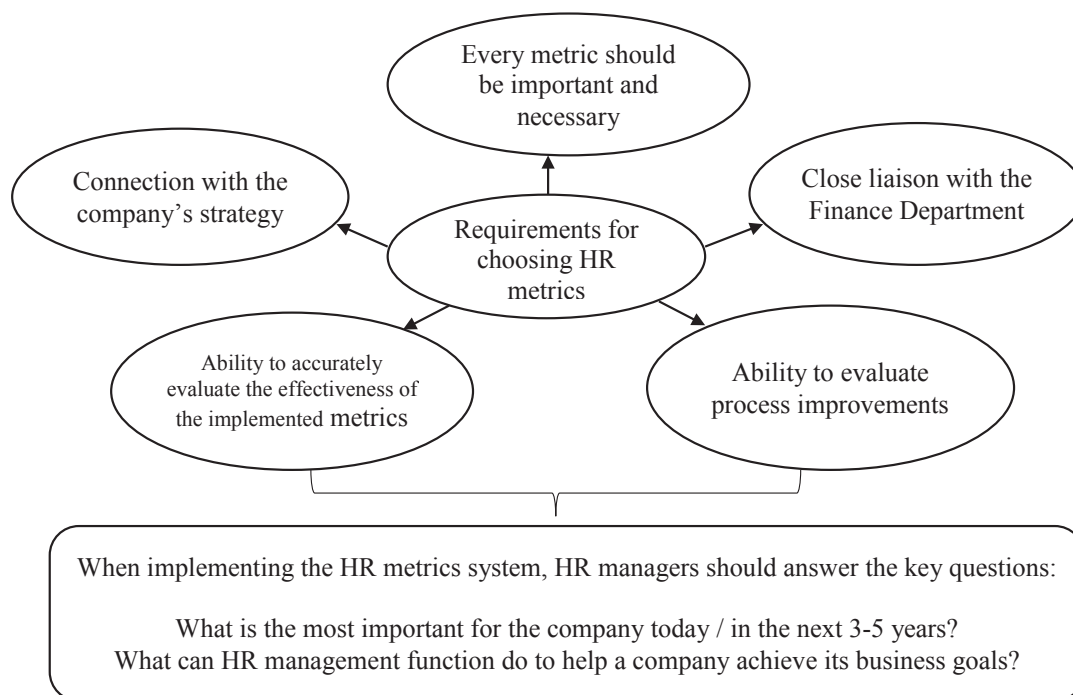 Every metric should
be important and
necessary
Connection with the
company’s strategy
Close liaison with the
Finance Department
Requirements for
choosing HR
metrics
Ability to accurately
evaluate the effectiveness of
the implemented metrics
Ability to evaluate
process improvements
When implementing the HR metrics system, HR managers should answer the key questions:
What is the most important for the company today / in the next 3-5 years?
What can HR management function do to help a company achieve its business goals?